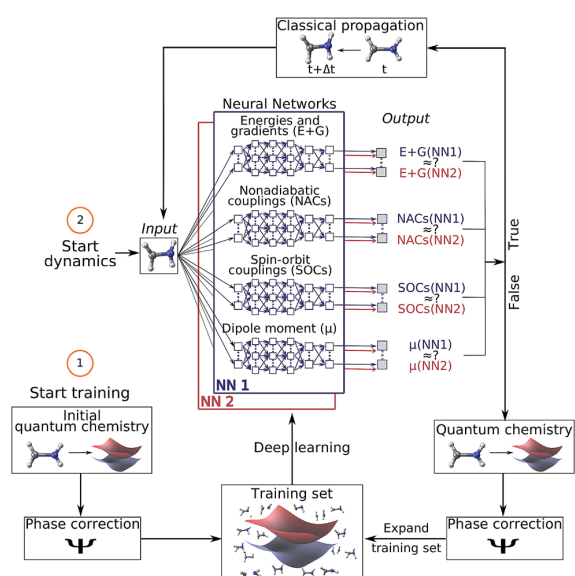 Classical propagation
t+Δt
t
Neural Networks
Output
Energies and
gradients (E+G)
E+G(NN1)
≈?
E+G(NN2)
Nonadiabatic
couplings (NACs)
NACs(NN1)
≈?
NACs(NN2)
2
Start
dynamics
Input
Spin-orbit
couplings (SOCs)
SOCs(NN1)
≈?
SOCs(NN2)
True
False
Dipole moment (μ)
μ(NN1)
≈?
μ(NN2)
NN 1
NN 2
1
Start training
Initial
quantum chemistry
Deep learning
Quantum chemistry
Training set
Phase correction
Ψ
Expand
training set
Phase correction
Ψ